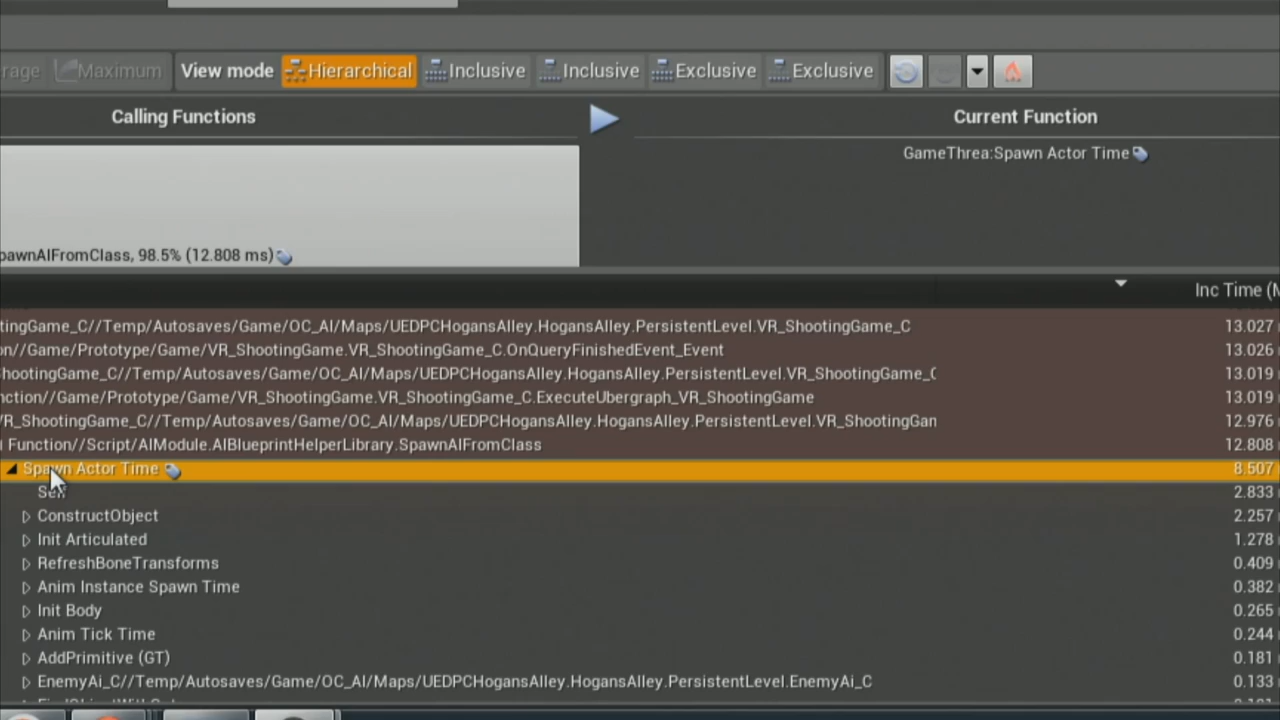 rage Maximum View mode Hierarchical Inclusive Inclusive Exclusive Exclusive
Calling Functions Current Function
GameThrea:Spawn Actor Time
pawnAIFromClass, 98.5% (12.808 ms)
Inc Time (M
tingGame_C//Temp/Autosaves/Game/OC_AI/Maps/UEDPCHogansAlley.HogansAlley.PersistentLevel.VR_ShootingGame_C 13.027
on//Game/Prototype/Game/VR_ShootingGame.VR_ShootingGame_C.OnQueryFinishedEvent_Event 13.026
hootingGame_C//Temp/Autosaves/Game/OC_AI/Maps/UEDPCHogansAlley.HogansAlley.PersistentLevel.VR_ShootingGame_C 13.019
nction//Game/Prototype/Game/VR_ShootingGame.VR_ShootingGame_C.ExecuteUbergraph_VR_ShootingGame 13.019
VR_ShootingGame_C//Temp/Autosaves/Game/OC_AI/Maps/UEDPCHogansAlley.HogansAlley.PersistentLevel.VR_ShootingGan 12.976
Function//Script/AIModule.AIBlueprintHelperLibrary.SpawnAIFromClass 12.808
Spawn Actor Time 8.507
Self 2.833
ConstructObject 2.257
Init Articulated 1.278
RefreshBoneTransforms 0.409
Anim Instance Spawn Time 0.382
Init Body 0.265
Anim Tick Time 0.244
AddPrimitive (GT) 0.181
EnemyAi_C//Temp/Autosaves/Game/OC_AI/Maps/UEDPCHogansAlley.HogansAlley.PersistentLevel.EnemyAi_C 0.133